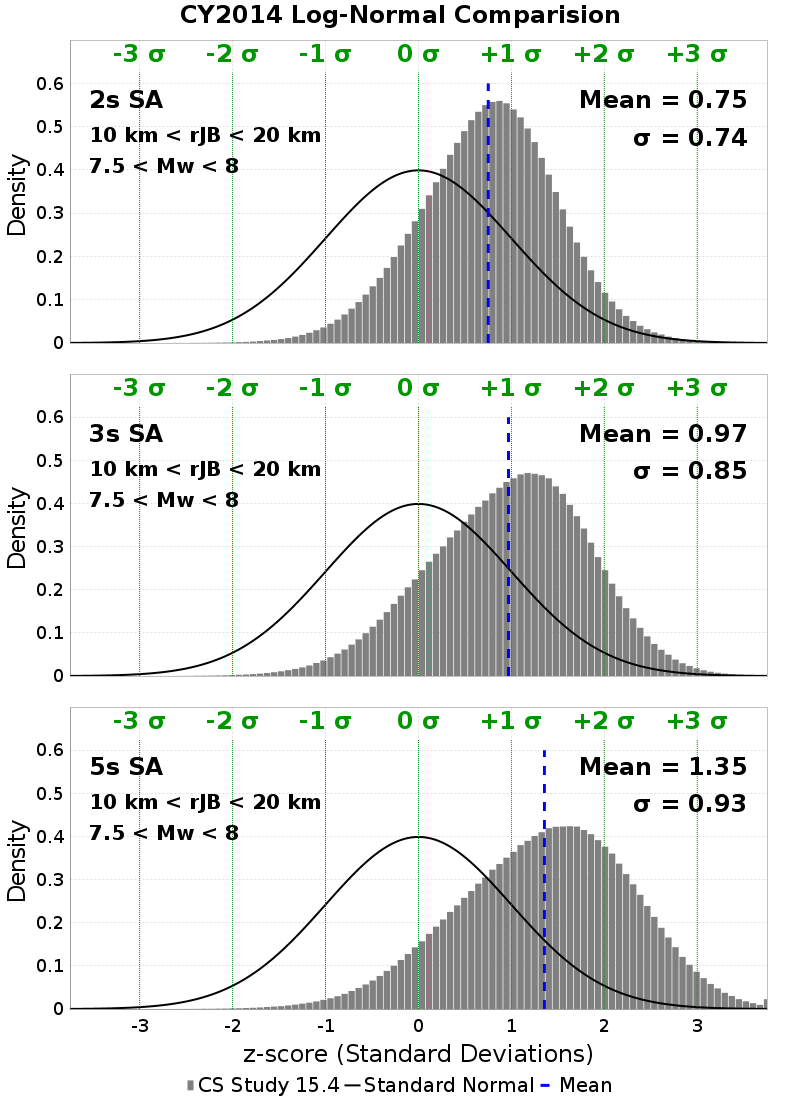 CY2014 Log-Normal Comparision
-3 σ -2 σ -1 σ 0 σ +1 σ +2 σ +3 σ
2s SA
10 km < rJB < 20 km
7.5 < Mw < 8
Mean = 0.75
σ = 0.74
Density
0.6
0.5
0.4
0.3
0.2
0.1
0
-3 σ -2 σ -1 σ 0 σ +1 σ +2 σ +3 σ
3s SA
10 km < rJB < 20 km
7.5 < Mw < 8
Mean = 0.97
σ = 0.85
Density
0.6
0.5
0.4
0.3
0.2
0.1
0
-3 σ -2 σ -1 σ 0 σ +1 σ +2 σ +3 σ
5s SA
10 km < rJB < 20 km
7.5 < Mw < 8
Mean = 1.35
σ = 0.93
Density
0.6
0.5
0.4
0.3
0.2
0.1
0
-3 -2 -1 0 1 2 3
z-score (Standard Deviations)
CS Study 15.4 Standard Normal Mean